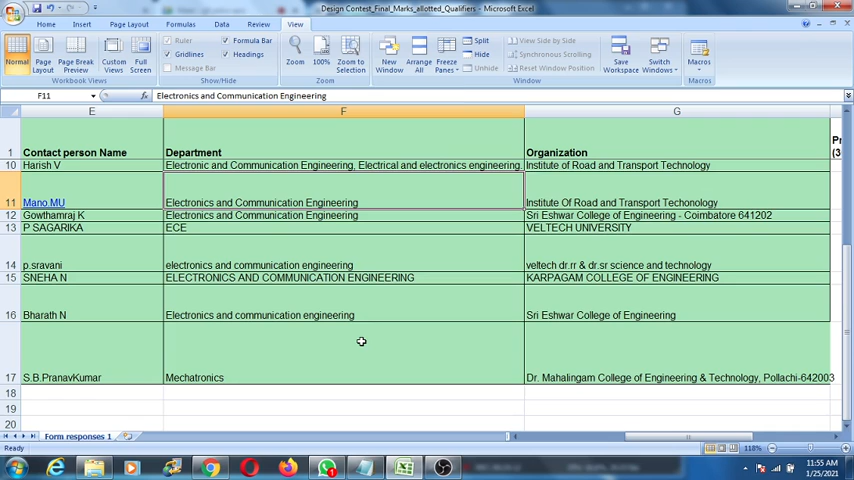 Design Contest_Final_Marks_allotted_Qualifiers - Microsoft Excel
Home Insert Page Layout Formulas Data Review View
Normal Page Layout Page Break Preview Custom Views Full Screen
Workbook Views
Ruler Formula Bar
Gridlines Headings
Message Bar
Show/Hide
Zoom 100% Zoom to Selection
Zoom
New Window Arrange All Freeze Panes
Split View Side by Side
Hide Synchronous Scrolling
Unhide Reset Window Position
Save Workspace Switch Windows
Window
Macros
Macros
F11 Electronics and Communication Engineering
E F G
1 Contact person Name Department Organization Pr (3
10 Harish V Electronic and Communication Engineering, Electrical and electronics engineering. Institute of Road and Transport Technology
11 Mano.MU Electronics and Communication Engineering Institute Of Road and Transport Techonology
12 Gowthamraj K Electronics and Communication Engineering Sri Eshwar College of Engineering - Coimbatore 641202
13 P SAGARIKA ECE VELTECH UNIVERSITY
14 p.sravani electronics and communication engineering veltech dr.rr & dr.sr science and technology
15 SNEHA N ELECTRONICS AND COMMUNICATION ENGINEERING KARPAGAM COLLEGE OF ENGINEERING
16 Bharath N Electronics and communication engineering Sri Eshwar College of Engineering
17 S.B.PranavKumar Mechatronics Dr. Mahalingam College of Engineering & Technology, Pollachi-642003
18
19
20
Form responses 1
Ready 118%
11:55 AM
1/25/2021